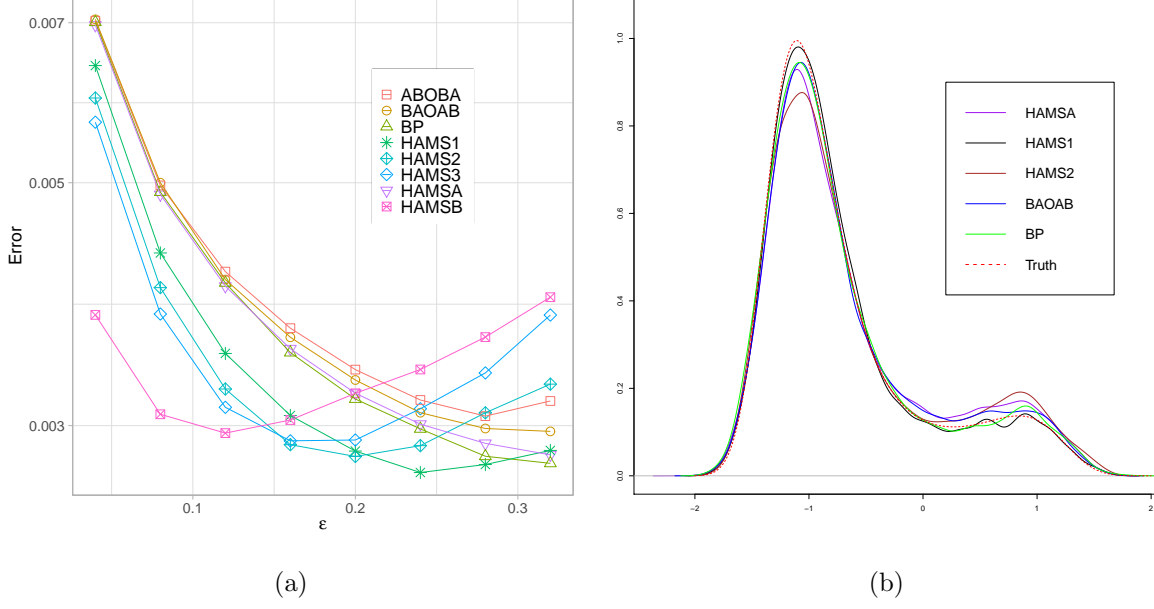 0.007
0.005
0.003
Error
0.1
0.2
0.3
ε
ABOBA
BAOAB
BP
HAMS1
HAMS2
HAMS3
HAMSA
HAMSB
(a)
1.0
0.8
0.6
0.4
0.2
0.0
−2
−1
0
1
2
HAMSA
HAMS1
HAMS2
BAOAB
BP
Truth
(b)